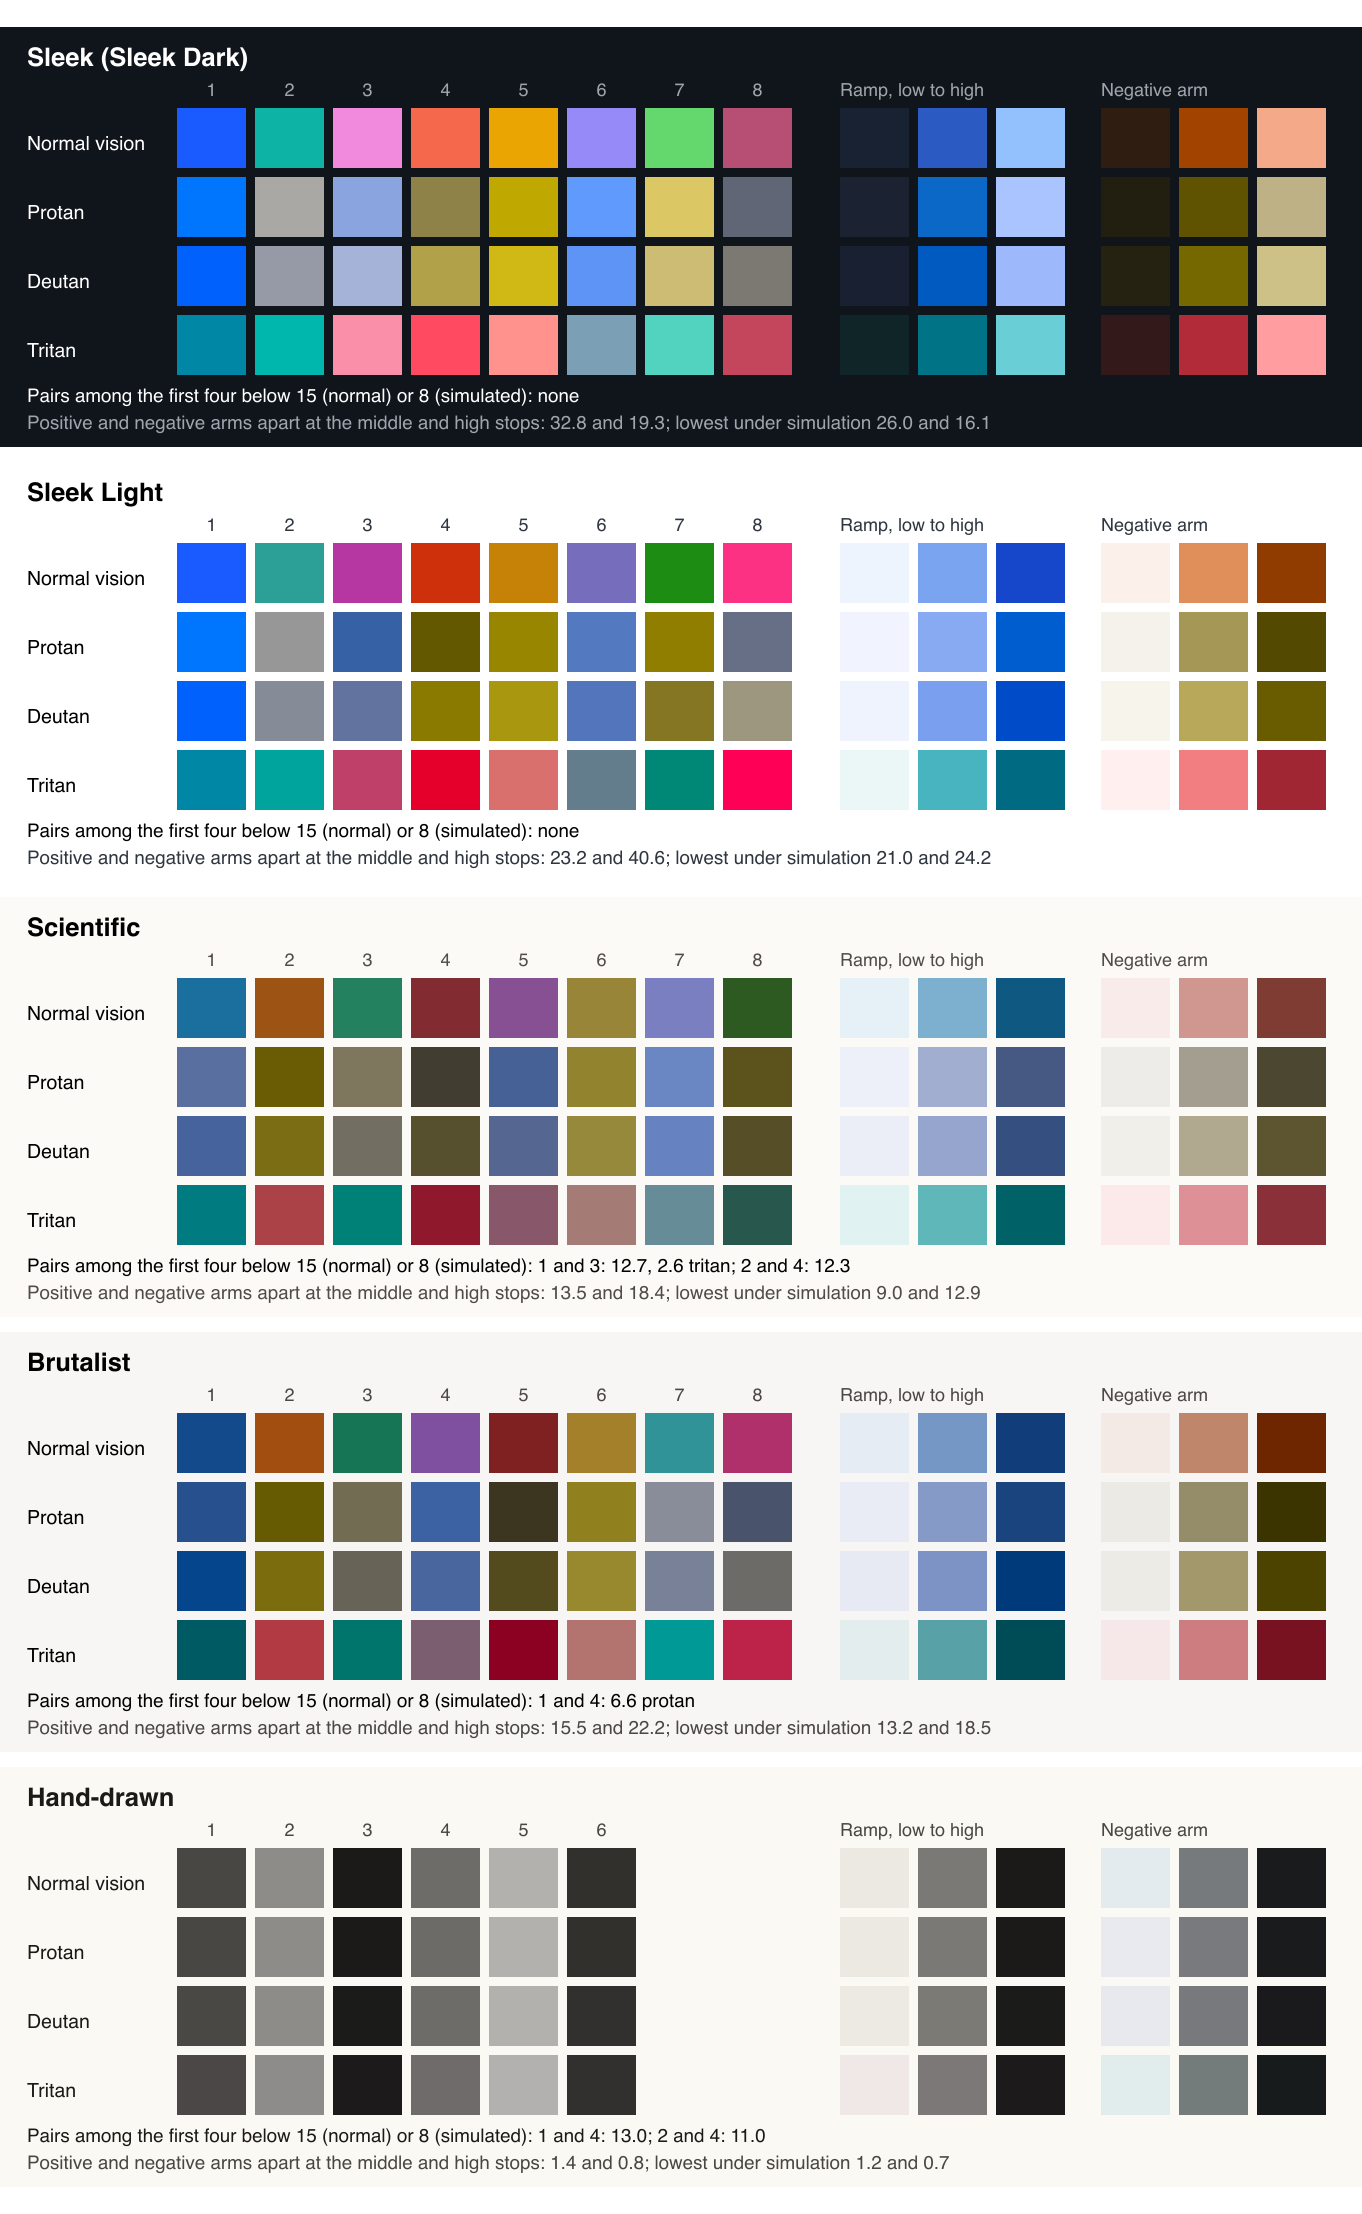 Sleek (Sleek Dark)
1 2 3 4 5 6 7 8 Ramp, low to high Negative arm
Normal vision
Protan
Deutan
Tritan
Pairs among the first four below 15 (normal) or 8 (simulated): none
Positive and negative arms apart at the middle and high stops: 32.8 and 19.3; lowest under simulation 26.0 and 16.1
Sleek Light
1 2 3 4 5 6 7 8 Ramp, low to high Negative arm
Normal vision
Protan
Deutan
Tritan
Pairs among the first four below 15 (normal) or 8 (simulated): none
Positive and negative arms apart at the middle and high stops: 23.2 and 40.6; lowest under simulation 21.0 and 24.2
Scientific
1 2 3 4 5 6 7 8 Ramp, low to high Negative arm
Normal vision
Protan
Deutan
Tritan
Pairs among the first four below 15 (normal) or 8 (simulated): 1 and 3: 12.7, 2.6 tritan; 2 and 4: 12.3
Positive and negative arms apart at the middle and high stops: 13.5 and 18.4; lowest under simulation 9.0 and 12.9
Brutalist
1 2 3 4 5 6 7 8 Ramp, low to high Negative arm
Normal vision
Protan
Deutan
Tritan
Pairs among the first four below 15 (normal) or 8 (simulated): 1 and 4: 6.6 protan
Positive and negative arms apart at the middle and high stops: 15.5 and 22.2; lowest under simulation 13.2 and 18.5
Hand-drawn
1 2 3 4 5 6 Ramp, low to high Negative arm
Normal vision
Protan
Deutan
Tritan
Pairs among the first four below 15 (normal) or 8 (simulated): 1 and 4: 13.0; 2 and 4: 11.0
Positive and negative arms apart at the middle and high stops: 1.4 and 0.8; lowest under simulation 1.2 and 0.7